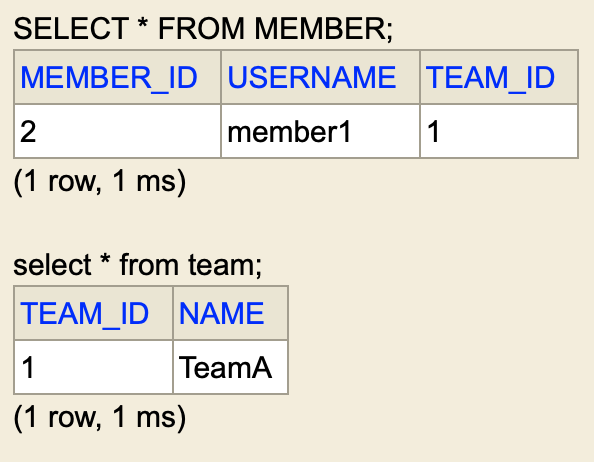 SELECT * FROM MEMBER;
MEMBER_ID USERNAME TEAM_ID
2 member1 1
(1 row, 1 ms)
select * from team;
TEAM_ID NAME
1 TeamA
(1 row, 1 ms)